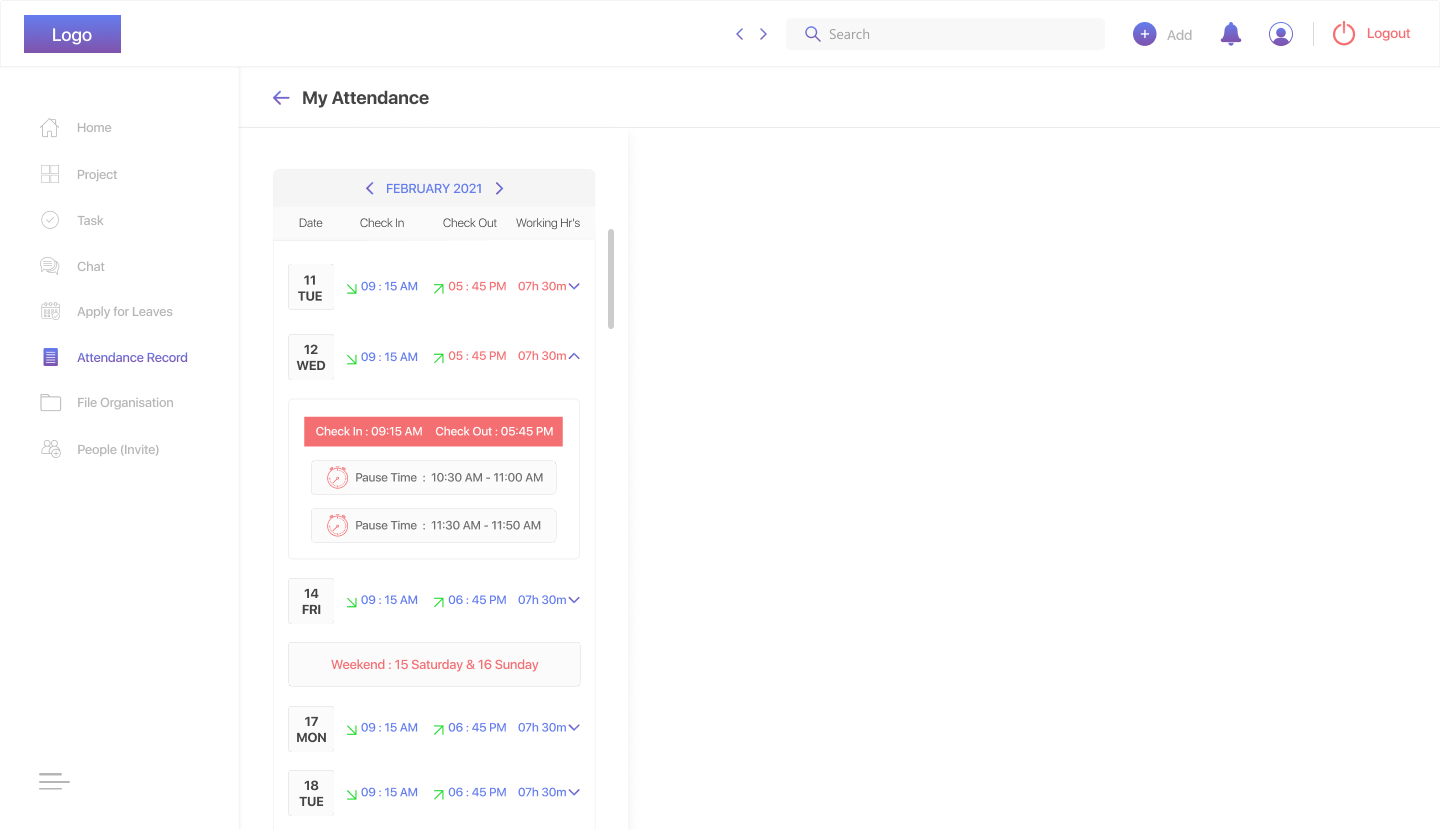 Logo
Search
Add
Logout
My Attendance
Home
Project
Task
Chat
Apply for Leaves
Attendance Record
File Organisation
People (Invite)
FEBRUARY 2021
Date Check In Check Out Working Hr's
11 TUE 09 : 15 AM 05 : 45 PM 07h 30m
12 WED 09 : 15 AM 05 : 45 PM 07h 30m
Check In : 09:15 AM Check Out : 05:45 PM
Pause Time : 10:30 AM - 11:00 AM
Pause Time : 11:30 AM - 11:50 AM
14 FRI 09 : 15 AM 06 : 45 PM 07h 30m
Weekend : 15 Saturday & 16 Sunday
17 MON 09 : 15 AM 06 : 45 PM 07h 30m
18 TUE 09 : 15 AM 06 : 45 PM 07h 30m